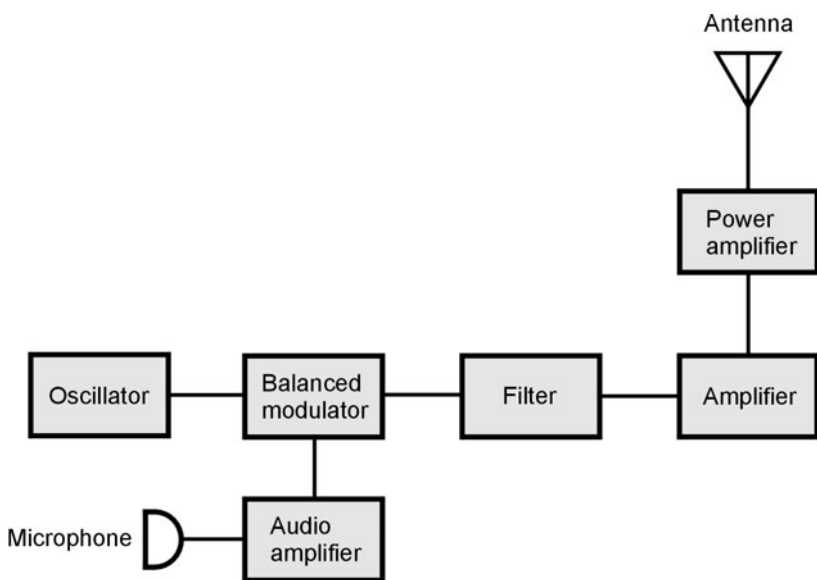 Antenna
Power
amplifier
Oscillator
Balanced
modulator
Filter
Amplifier
Microphone
Audio
amplifier